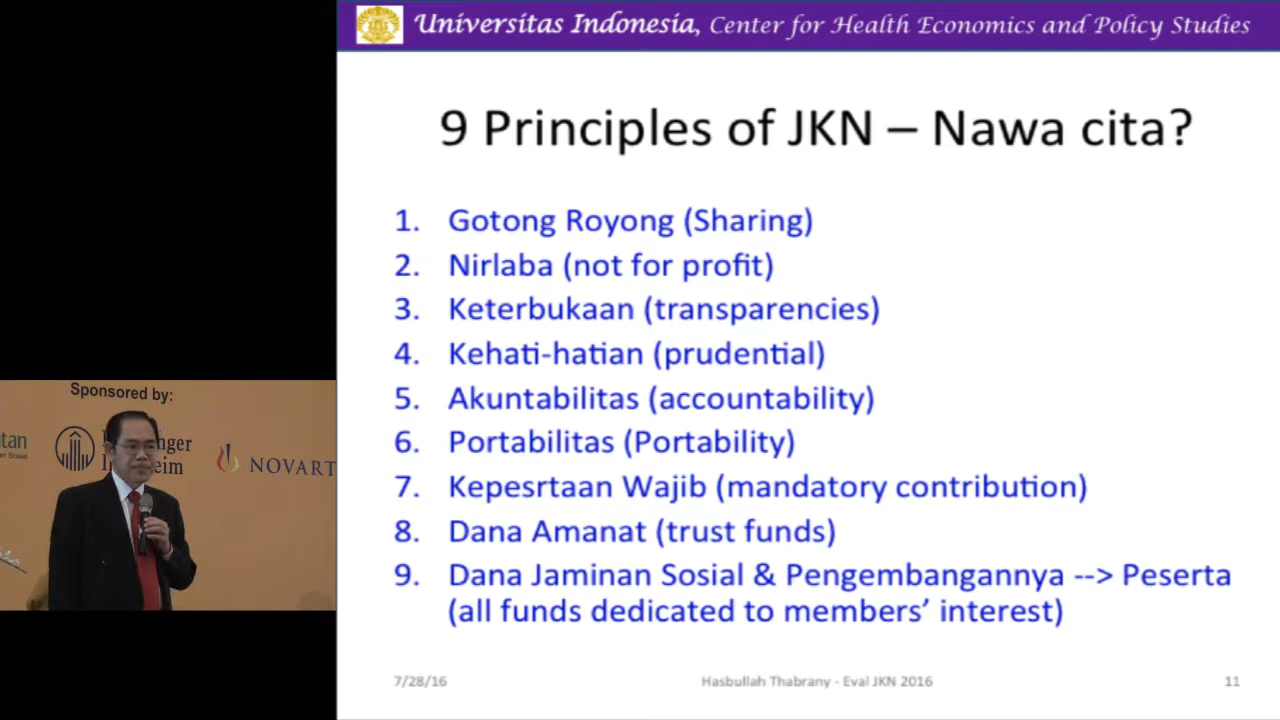 Universitas Indonesia, Center for Health Economics and Policy Studies
9 Principles of JKN – Nawa cita?
1. Gotong Royong (Sharing)
2. Nirlaba (not for profit)
3. Keterbukaan (transparencies)
4. Kehati-hatian (prudential)
5. Akuntabilitas (accountability)
6. Portabilitas (Portability)
7. Kepesrtaan Wajib (mandatory contribution)
8. Dana Amanat (trust funds)
9. Dana Jaminan Sosial & Pengembangannya --> Peserta
(all funds dedicated to members’ interest)
7/28/16 Hasbullah Thabrany - Eval JKN 2016 11
Sponsored by:
NOVART